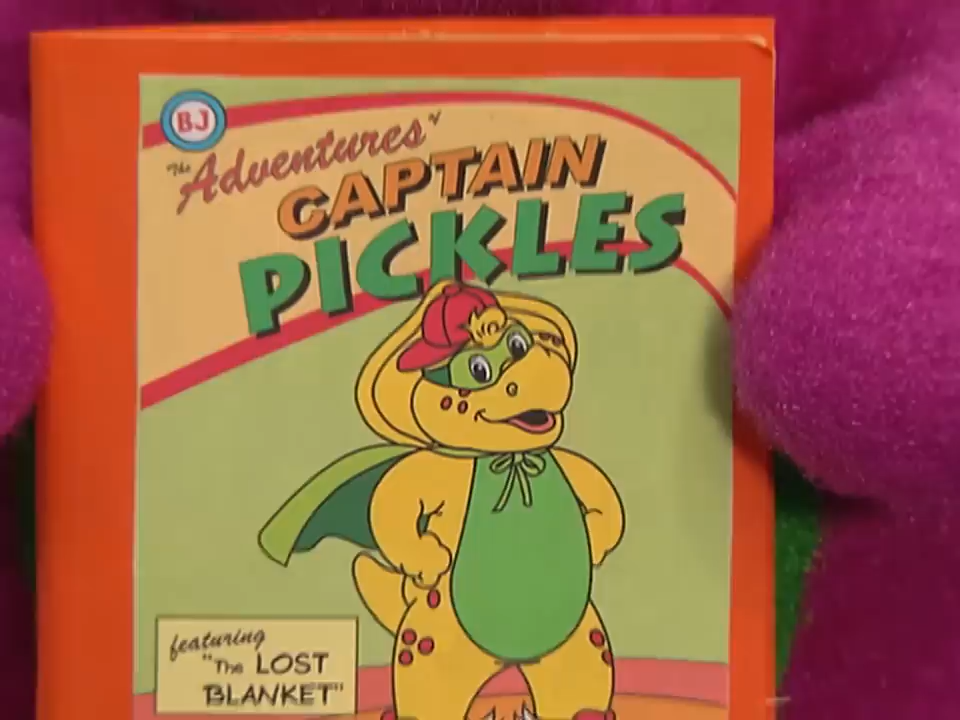 BJ
The Adventures of
CAPTAIN
PICKLES
featuring
"The LOST
BLANKET"